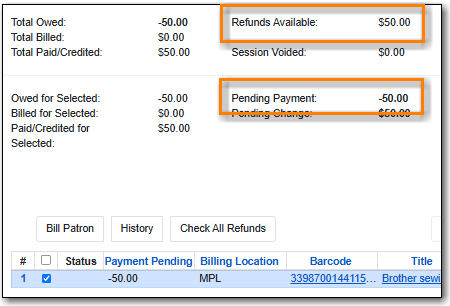 Total Owed: -50.00 Refunds Available: $50.00
Total Billed: $0.00
Total Paid/Credited: $50.00 Session Voided: $0.00
Owed for Selected: -50.00 Pending Payment: -50.00
Billed for Selected: $0.00 Pending Change: $50.00
Paid/Credited for Selected: $50.00
Bill Patron History Check All Refunds
# Status Payment Pending Billing Location Barcode Title
1 -50.00 MPL 3398700144115... Brother sewi